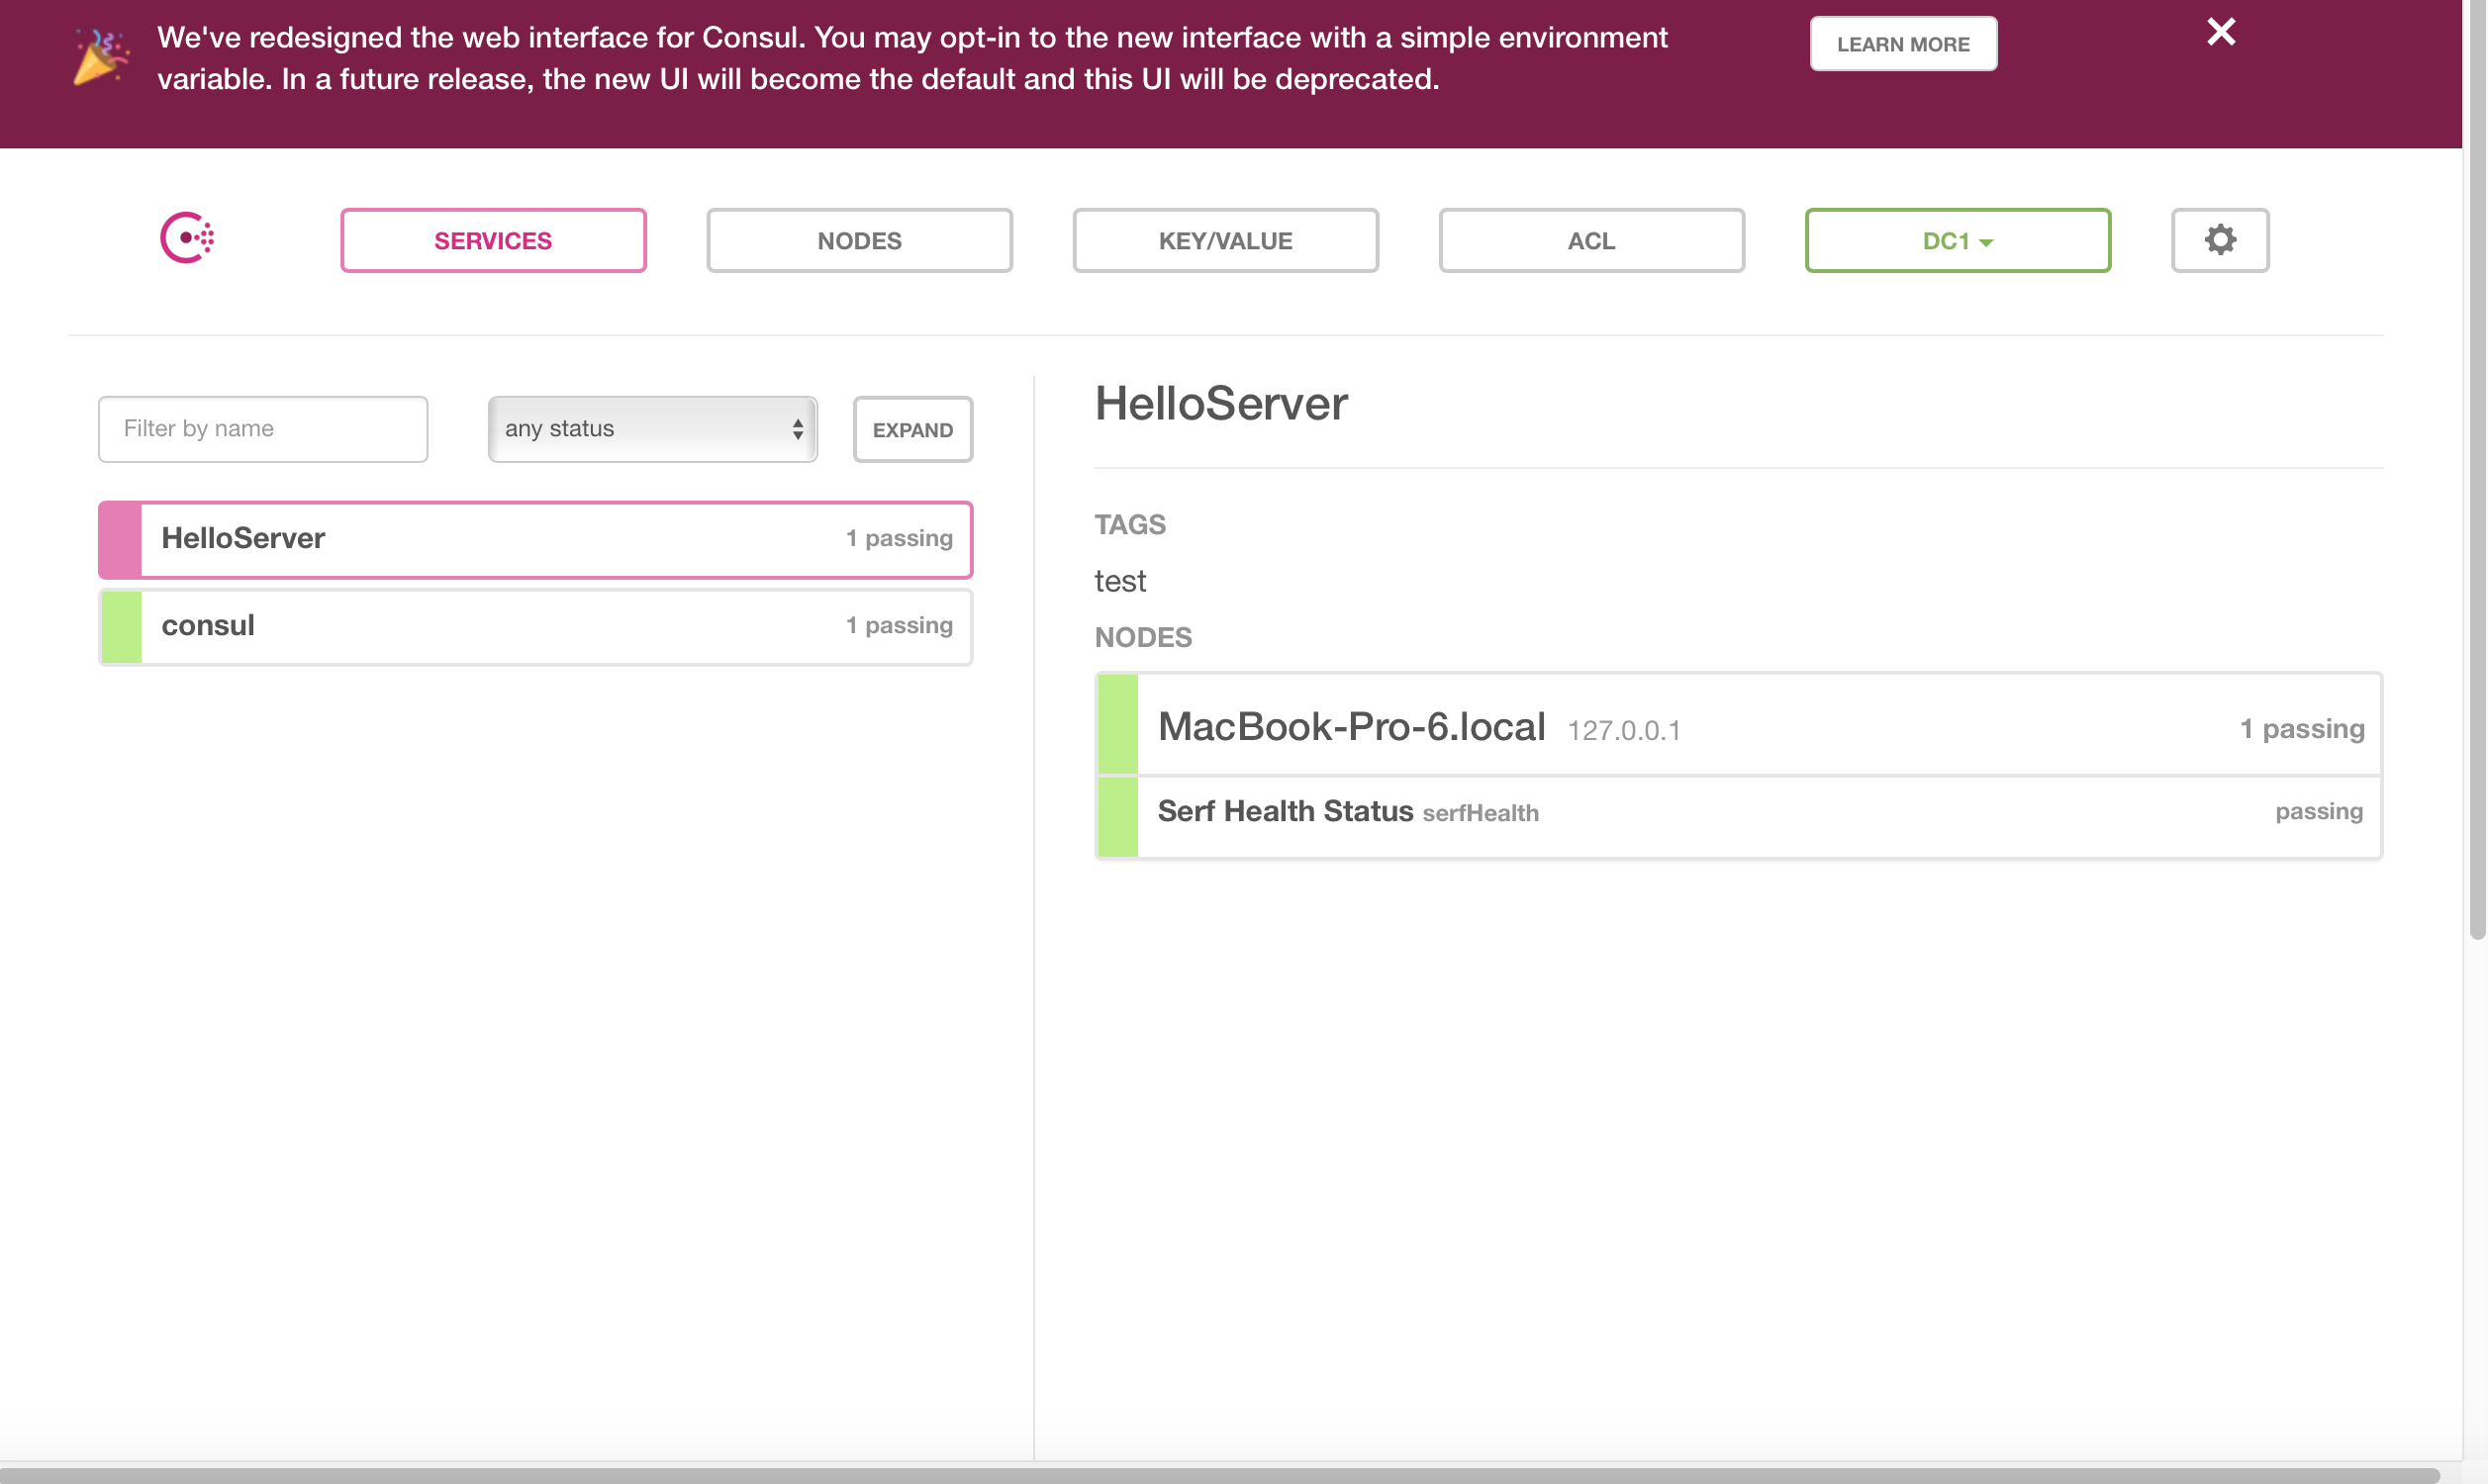 We've redesigned the web interface for Consul. You may opt-in to the new interface with a simple environment
variable. In a future release, the new UI will become the default and this UI will be deprecated.
LEARN MORE
SERVICES
NODES
KEY/VALUE
ACL
DC1
Filter by name
any status
EXPAND
HelloServer
1 passing
consul
1 passing
HelloServer
TAGS
test
NODES
MacBook-Pro-6.local 127.0.0.1
1 passing
Serf Health Status serfHealth
passing